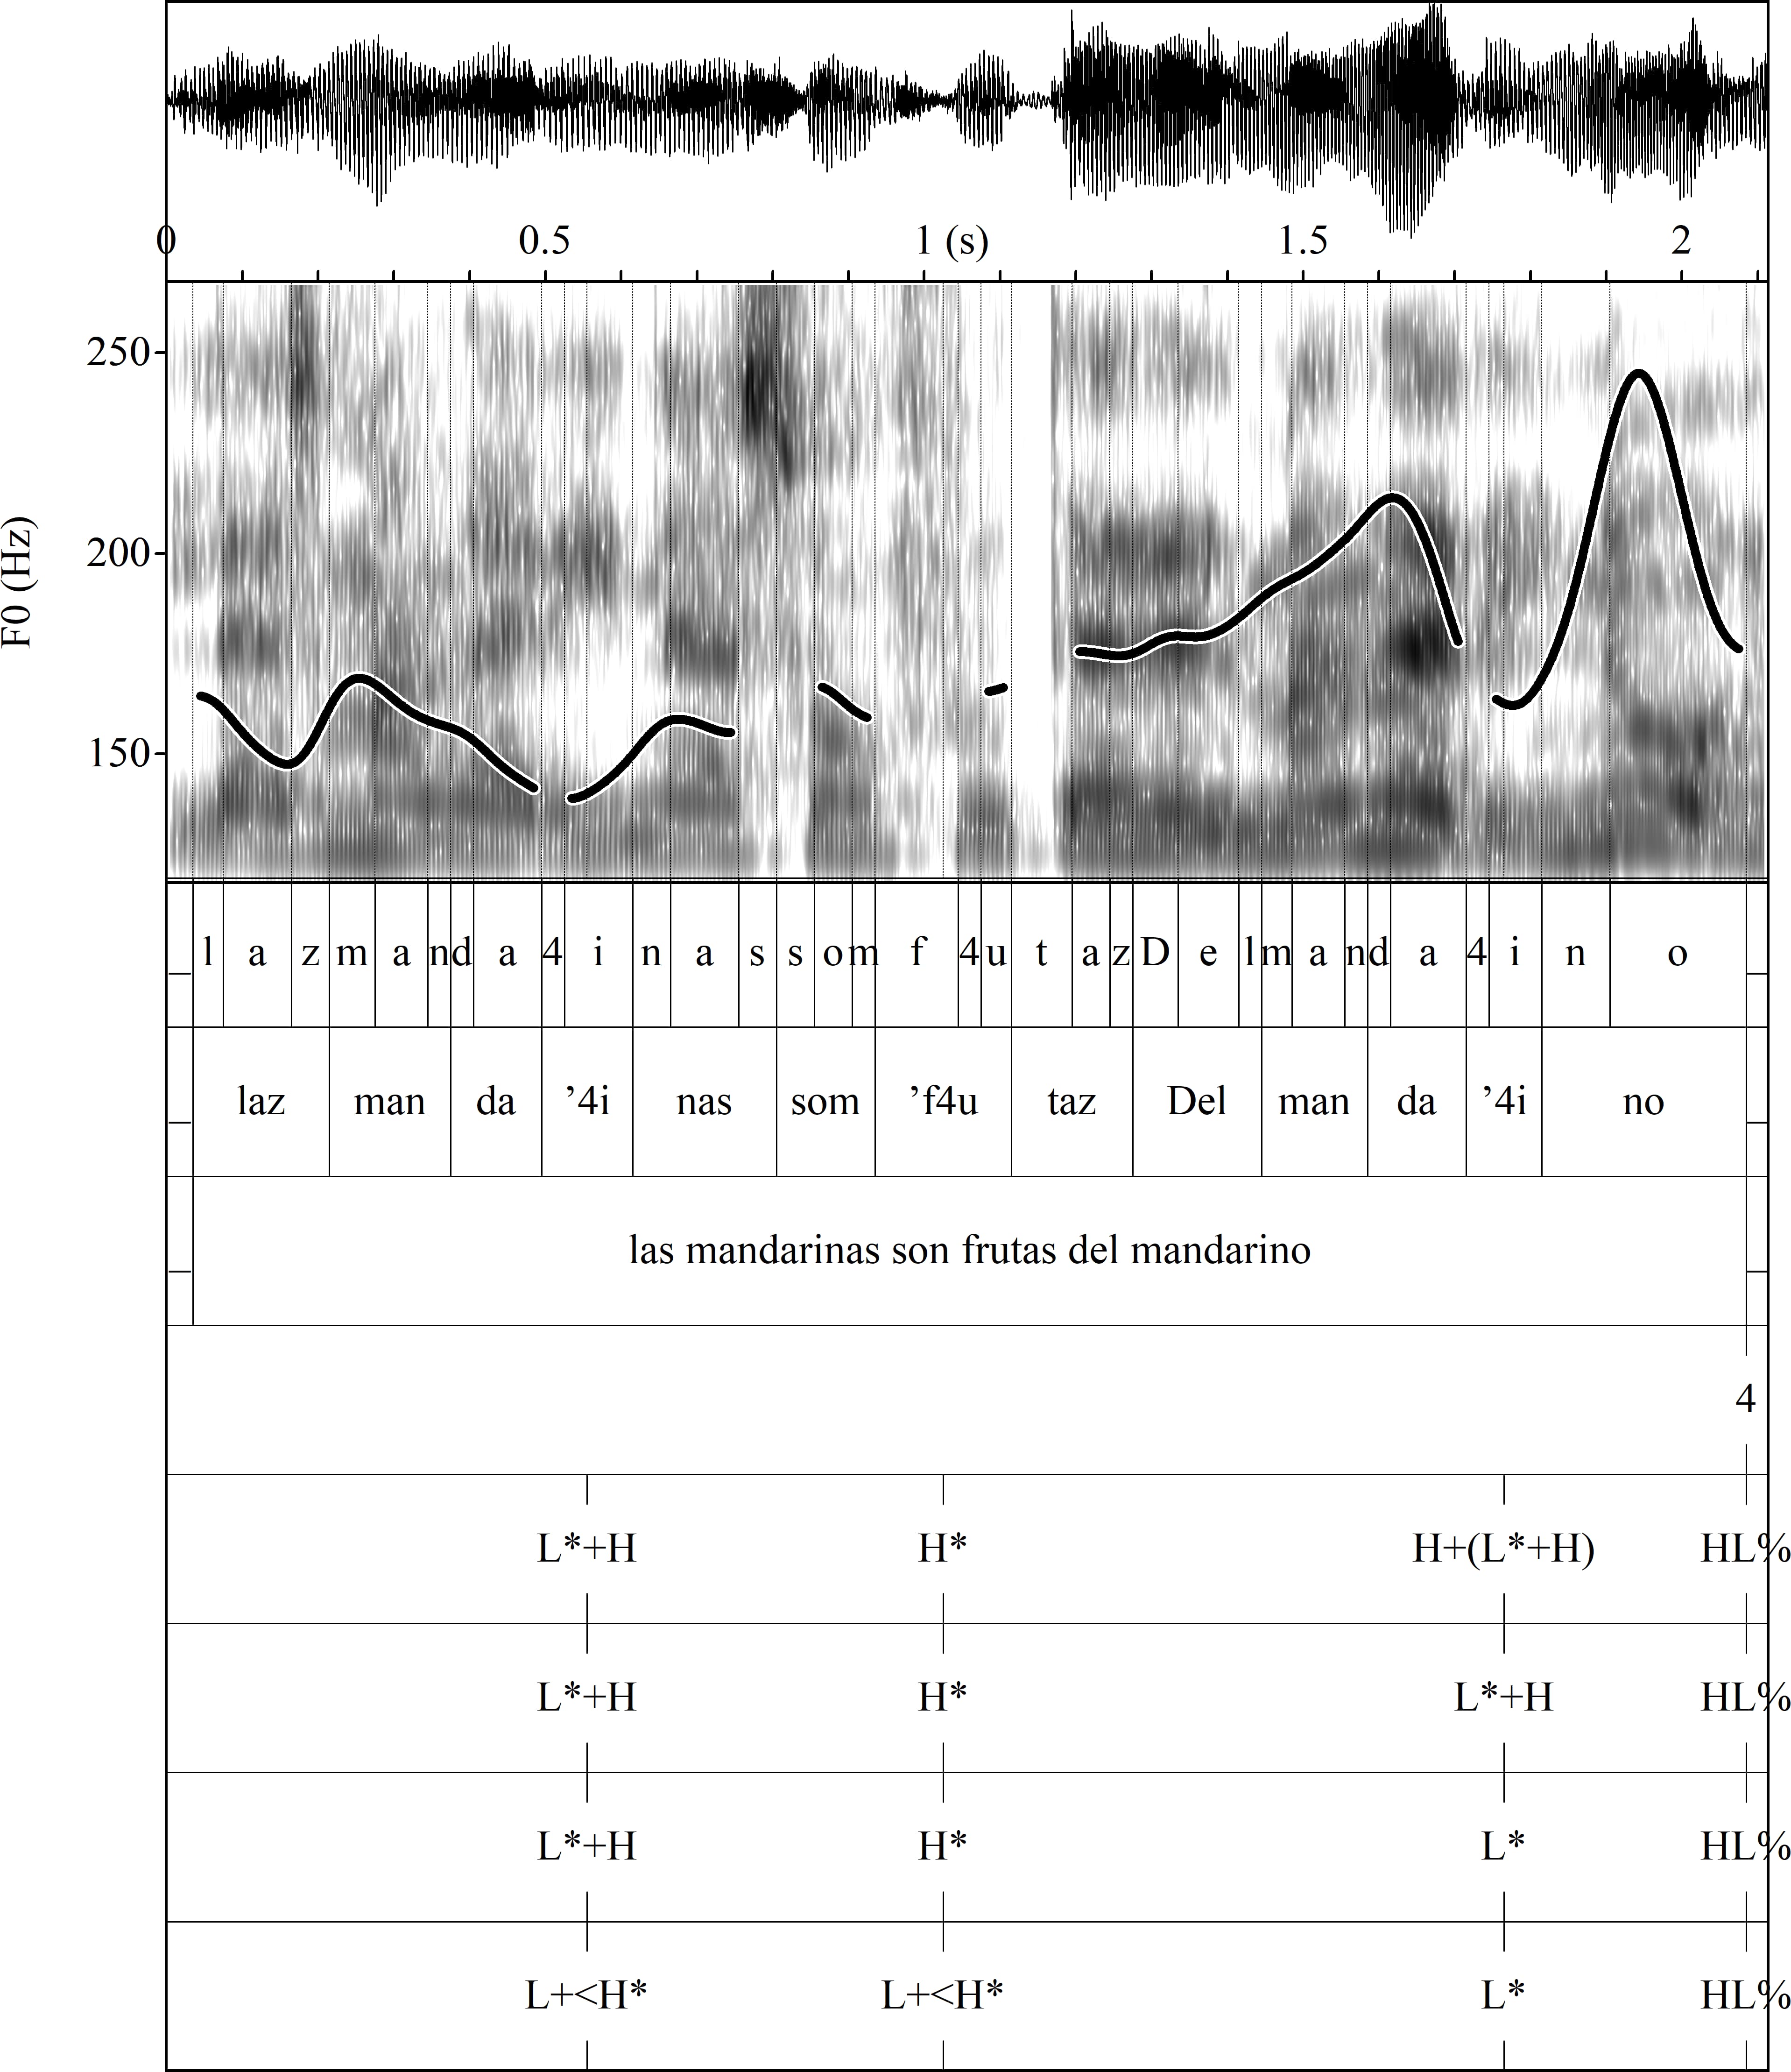 0 0.5 1 (s) 1.5 2
F0 (Hz)
250
200
150
l a z m a n d a 4 i n a s s o m f 4 u t a z D e l m a n d a 4 i n o
laz man da ’4i nas som ’f4u taz Del man da ’4i no
las mandarinas son frutas del mandarino
4
L*+H H* H+(L*+H) HL%
L*+H H* L*+H HL%
L*+H H* L* HL%
L+<H* L+<H* L* HL%